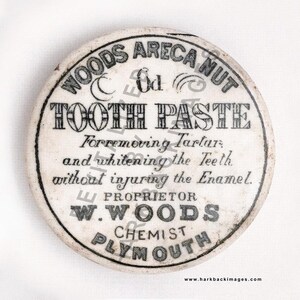 WOODS ARECA NUT
6d
TOOTH PASTE
For removing Tartar
and whitening the Teeth
without injuring the Enamel.
PROPRIETOR
W. WOODS
CHEMIST
PLYMOUTH
www.harkbackimages.com